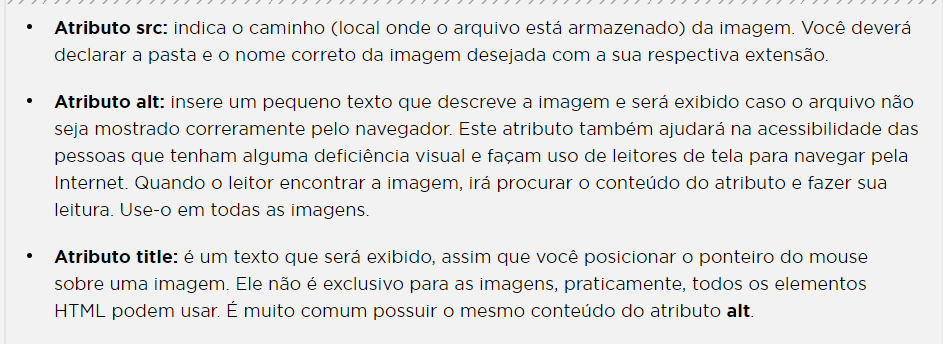 • Atributo src: indica o caminho (local onde o arquivo está armazenado) da imagem. Você deverá
declarar a pasta e o nome correto da imagem desejada com a sua respectiva extensão.
• Atributo alt: insere um pequeno texto que descreve a imagem e será exibido caso o arquivo não
seja mostrado correramente pelo navegador. Este atributo também ajudará na acessibilidade das
pessoas que tenham alguma deficiência visual e façam uso de leitores de tela para navegar pela
Internet. Quando o leitor encontrar a imagem, irá procurar o conteúdo do atributo e fazer sua
leitura. Use-o em todas as imagens.
• Atributo title: é um texto que será exibido, assim que você posicionar o ponteiro do mouse
sobre uma imagem. Ele não é exclusivo para as imagens, praticamente, todos os elementos
HTML podem usar. É muito comum possuir o mesmo conteúdo do atributo alt.